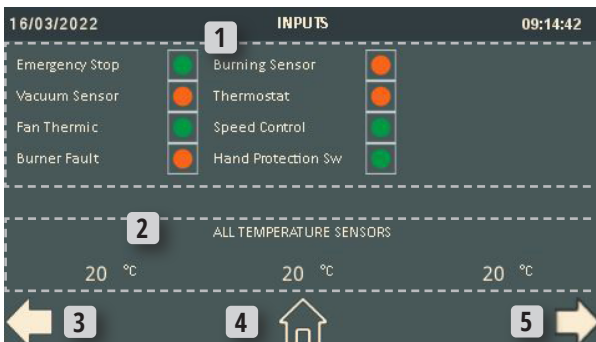 16/03/2022 INPUTS 09:14:42
1
Emergency Stop Burning Sensor
Vacuum Sensor Thermostat
Fan Thermic Speed Control
Burner Fault Hand Protection Sw
2 ALL TEMPERATURE SENSORS
20 °C 20 °C 20 °C
3 4 5